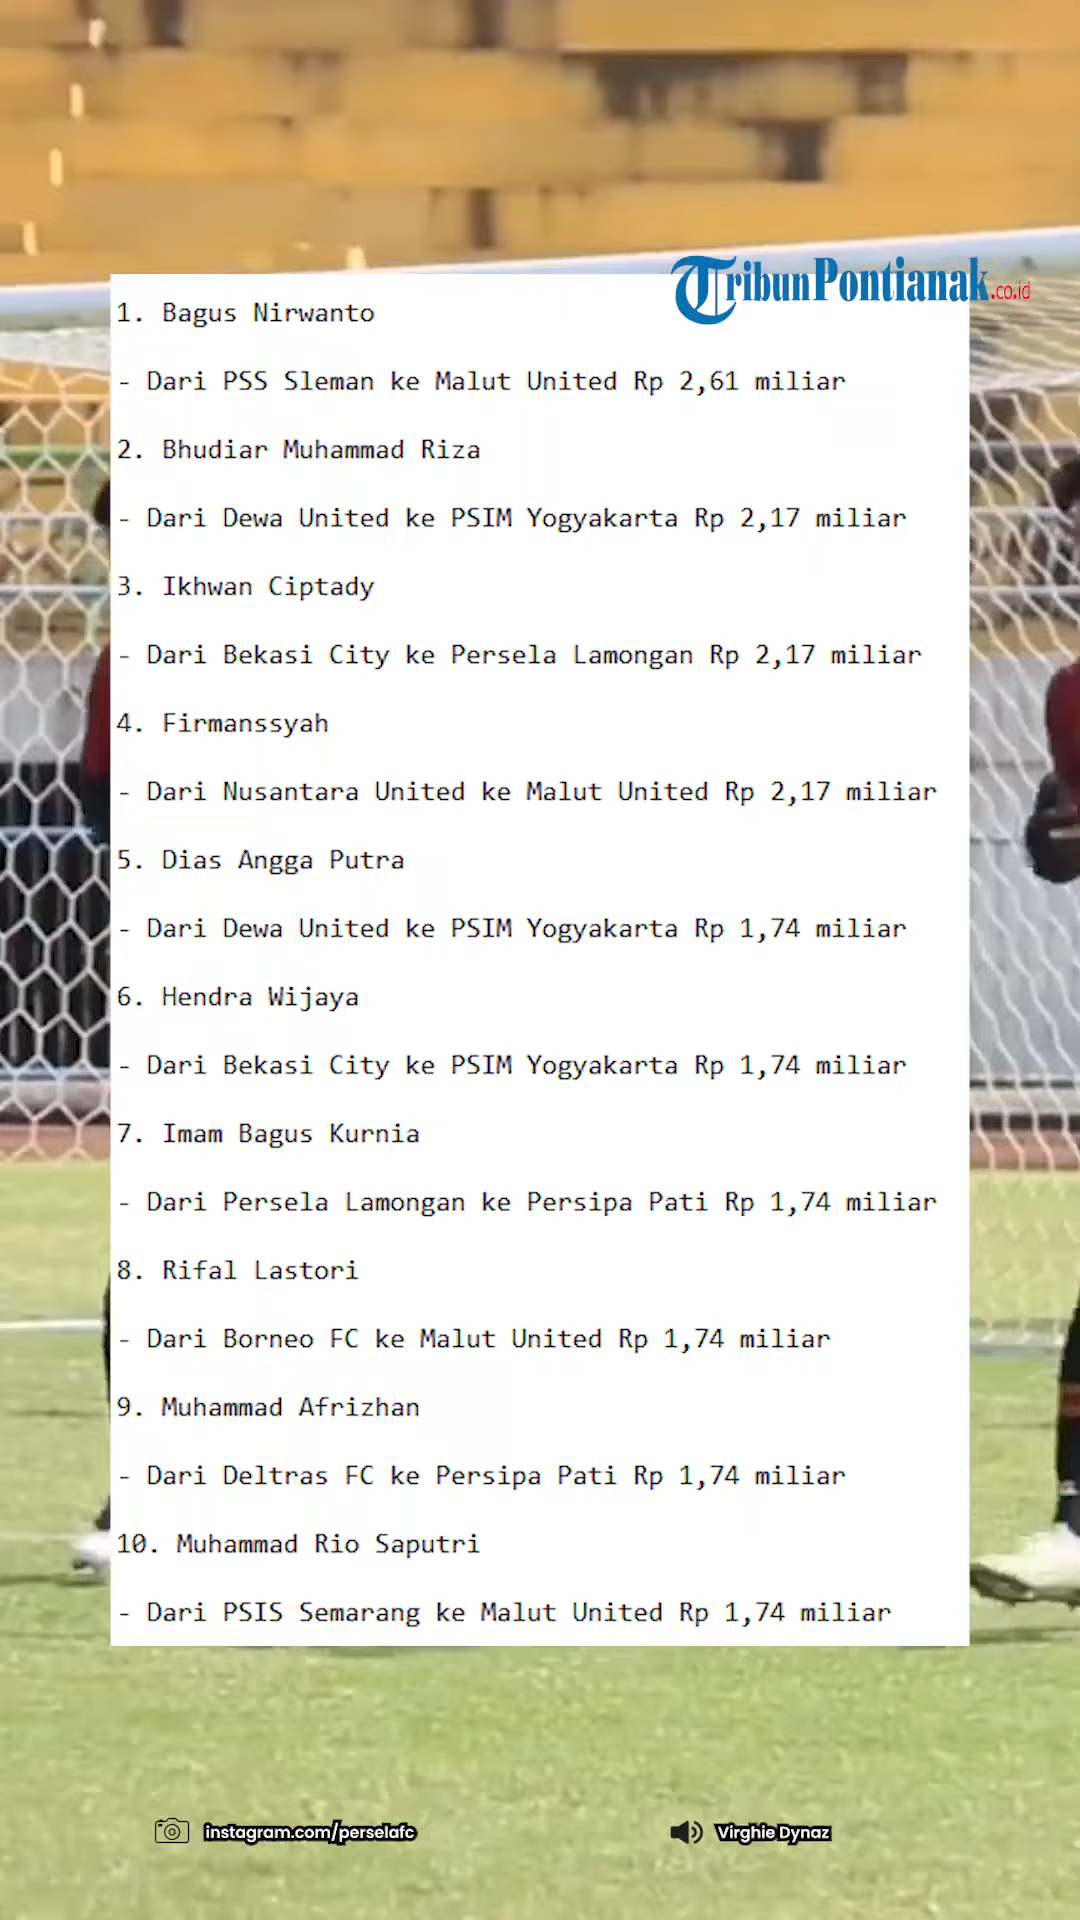 TribunPontianak.co.id
1. Bagus Nirwanto
- Dari PSS Sleman ke Malut United Rp 2,61 miliar
2. Bhudiar Muhammad Riza
- Dari Dewa United ke PSIM Yogyakarta Rp 2,17 miliar
3. Ikhwan Ciptady
- Dari Bekasi City ke Persela Lamongan Rp 2,17 miliar
4. Firmanssyah
- Dari Nusantara United ke Malut United Rp 2,17 miliar
5. Dias Angga Putra
- Dari Dewa United ke PSIM Yogyakarta Rp 1,74 miliar
6. Hendra Wijaya
- Dari Bekasi City ke PSIM Yogyakarta Rp 1,74 miliar
7. Imam Bagus Kurnia
- Dari Persela Lamongan ke Persipa Pati Rp 1,74 miliar
8. Rifal Lastori
- Dari Borneo FC ke Malut United Rp 1,74 miliar
9. Muhammad Afrizhan
- Dari Deltras FC ke Persipa Pati Rp 1,74 miliar
10. Muhammad Rio Saputri
- Dari PSIS Semarang ke Malut United Rp 1,74 miliar
instagram.com/perselafc
Virghie Dynaz